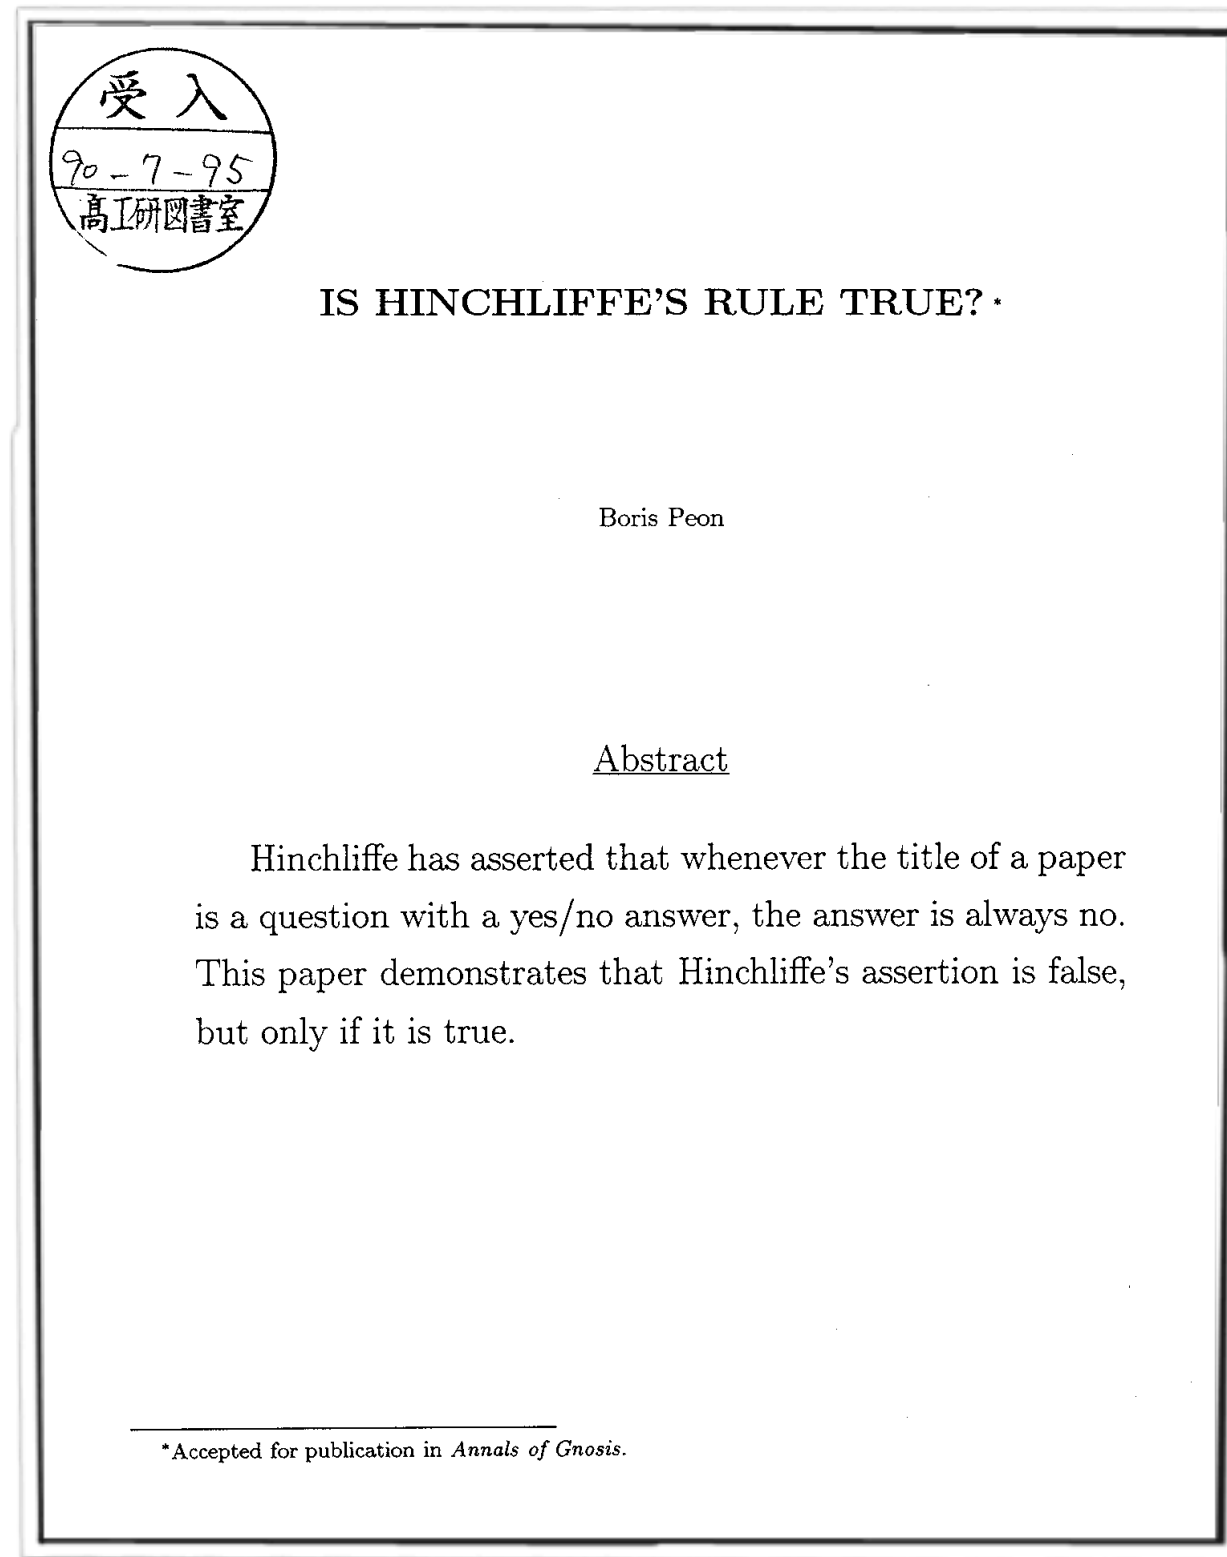 受入
90-7-95
高工研図書室
IS HINCHLIFFE'S RULE TRUE? *
Boris Peon
Abstract
Hinchliffe has asserted that whenever the title of a paper
is a question with a yes/no answer, the answer is always no.
This paper demonstrates that Hinchliffe's assertion is false,
but only if it is true.
*Accepted for publication in Annals of Gnosis.